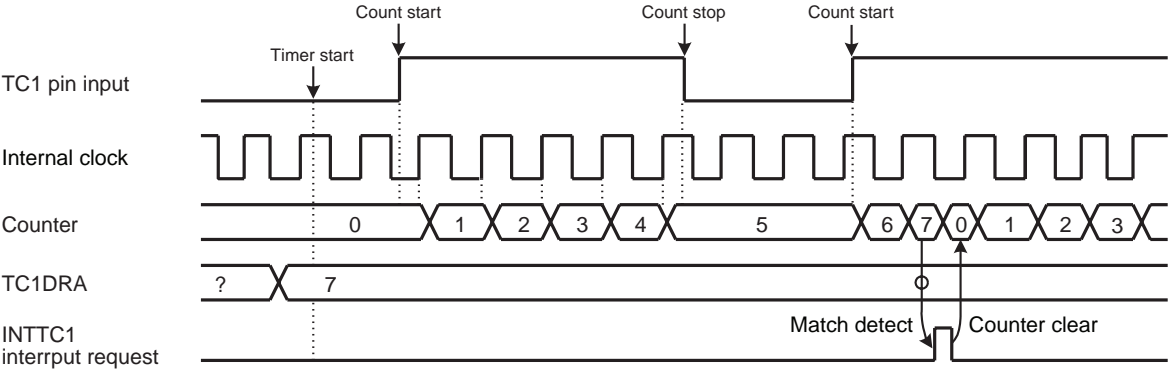 Count start Count stop Count start
Timer start
TC1 pin input
Internal clock
Counter 0 1 2 3 4 5 6 7 0 1 2 3
TC1DRA ? 7
Match detect Counter clear
INTTC1
interrput request